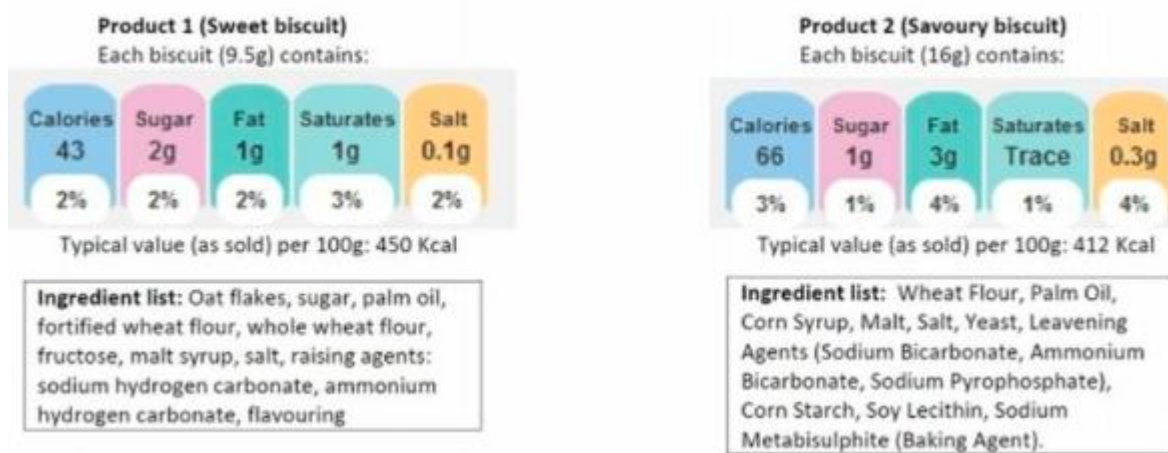 Product 1 (Sweet biscuit)
Each biscuit (9.5g) contains:
Calories Sugar Fat Saturates Salt
43 2g 1g 1g 0.1g
2% 2% 2% 3% 2%
Typical value (as sold) per 100g: 450 Kcal
Ingredient list: Oat flakes, sugar, palm oil,
fortified wheat flour, whole wheat flour,
fructose, malt syrup, salt, raising agents:
sodium hydrogen carbonate, ammonium
hydrogen carbonate, flavouring
Product 2 (Savoury biscuit)
Each biscuit (16g) contains:
Calories Sugar Fat Saturates Salt
66 1g 3g Trace 0.3g
3% 1% 4% 1% 4%
Typical value (as sold) per 100g: 412 Kcal
Ingredient list: Wheat Flour, Palm Oil,
Corn Syrup, Malt, Salt, Yeast, Leavening
Agents (Sodium Bicarbonate, Ammonium
Bicarbonate, Sodium Pyrophosphate),
Corn Starch, Soy Lecithin, Sodium
Metabisulphite (Baking Agent).